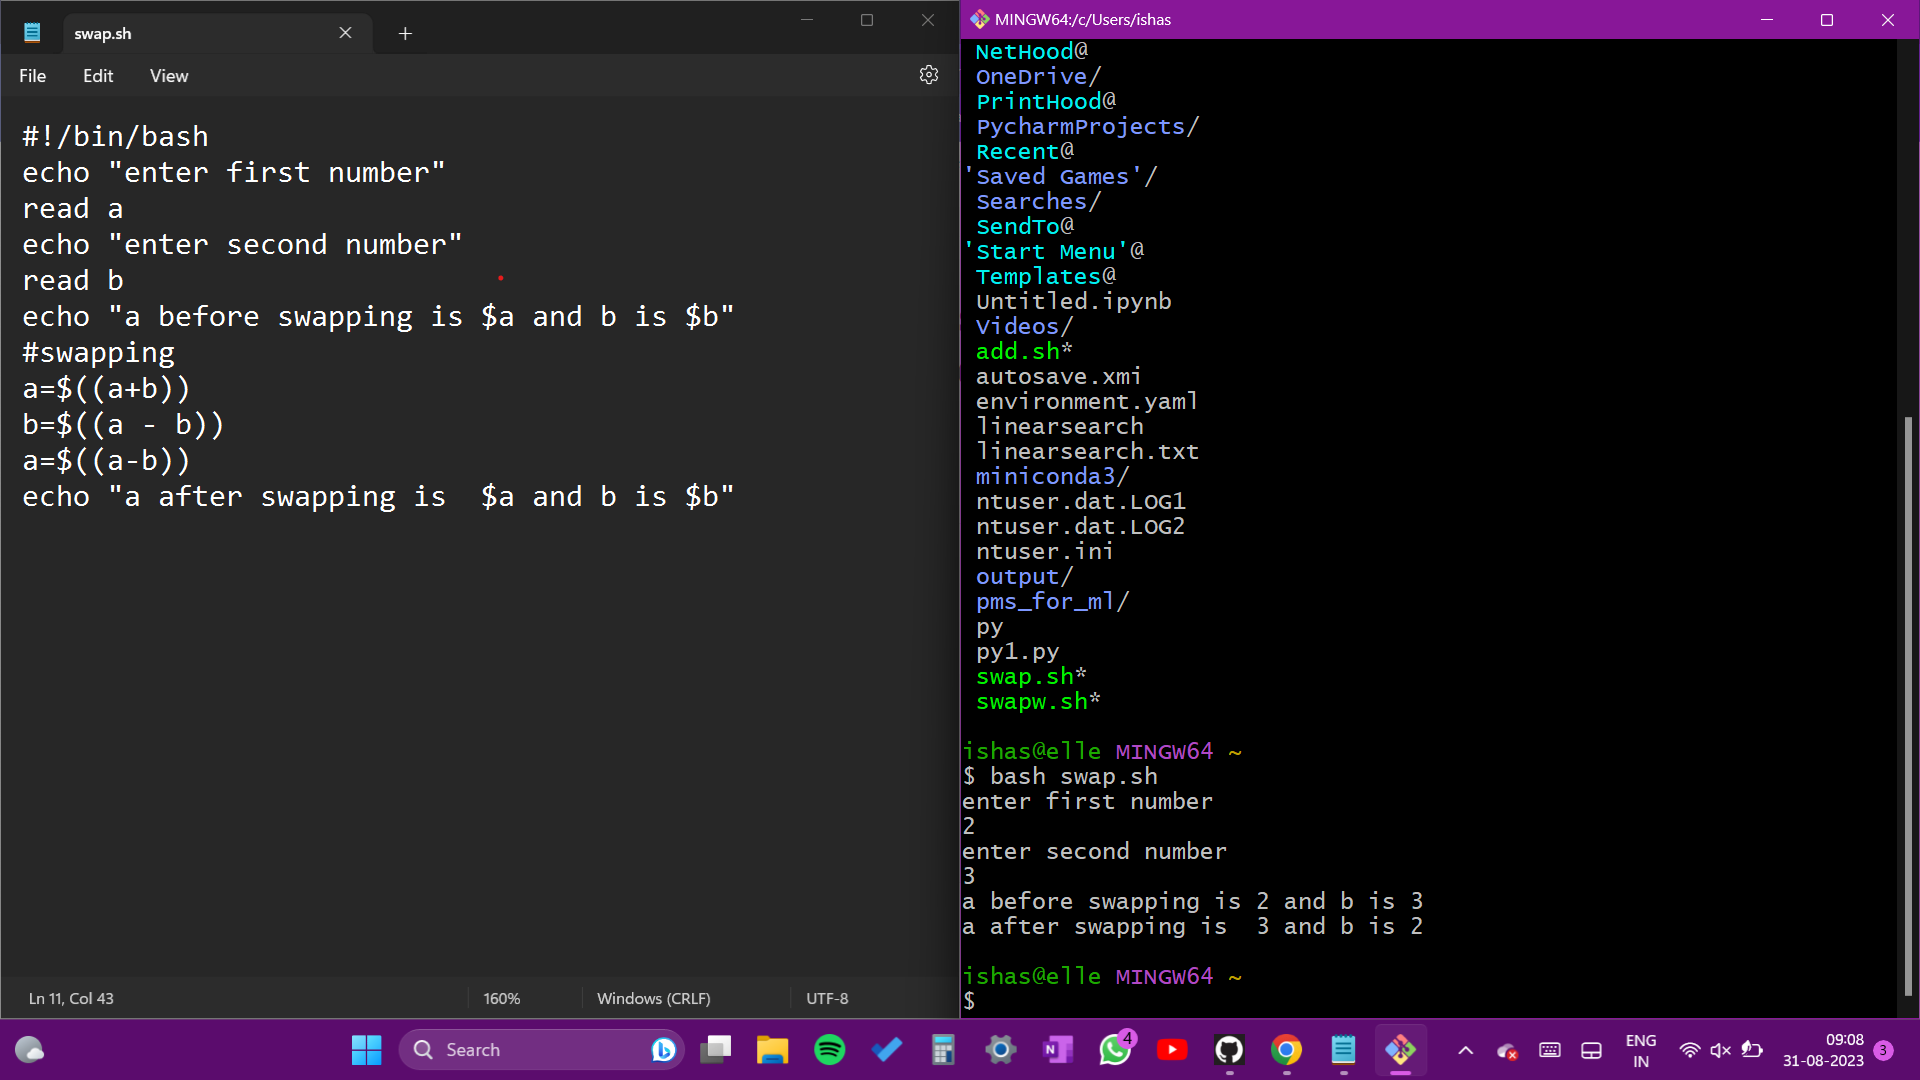 swap.sh
File Edit View
#!/bin/bash
echo "enter first number"
read a
echo "enter second number"
read b
echo "a before swapping is $a and b is $b"
#swapping
a=$((a+b))
b=$((a - b))
a=$((a-b))
echo "a after swapping is  $a and b is $b"
Ln 11, Col 43 160% Windows (CRLF) UTF-8
MINGW64:/c/Users/ishas
NetHood@
OneDrive/
PrintHood@
PycharmProjects/
Recent@
'Saved Games'/
Searches/
SendTo@
'Start Menu'@
Templates@
Untitled.ipynb
Videos/
add.sh*
autosave.xmi
environment.yaml
linearsearch
linearsearch.txt
miniconda3/
ntuser.dat.LOG1
ntuser.dat.LOG2
ntuser.ini
output/
pms_for_ml/
py
py1.py
swap.sh*
swapw.sh*
ishas@elle MINGW64 ~
$ bash swap.sh
enter first number
2
enter second number
3
a before swapping is 2 and b is 3
a after swapping is  3 and b is 2
ishas@elle MINGW64 ~
$
Search
N
4
ENG
IN
09:08
31-08-2023
3